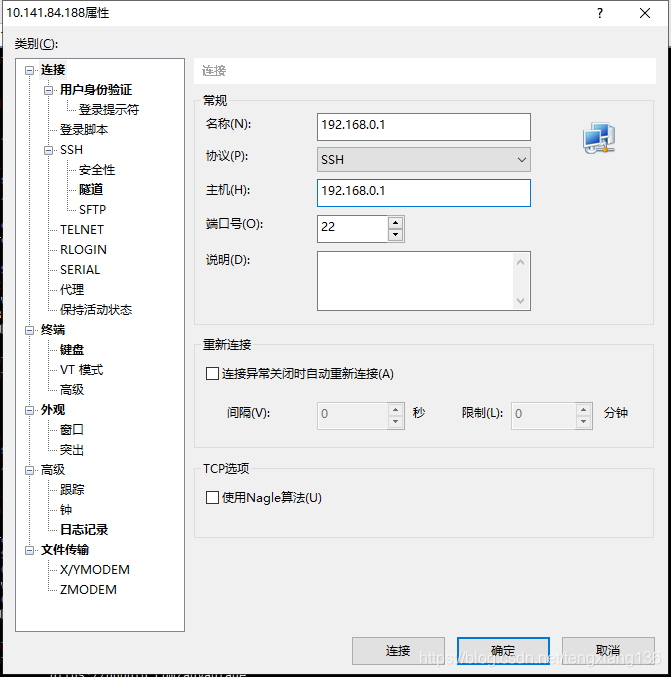 10.141.84.188属性
类别(C):
连接
用户身份验证
登录提示符
登录脚本
SSH
安全性
隧道
SFTP
TELNET
RLOGIN
SERIAL
代理
保持活动状态
终端
键盘
VT 模式
高级
外观
窗口
突出
高级
跟踪
钟
日志记录
文件传输
X/YMODEM
ZMODEM
连接
常规
名称(N): 192.168.0.1
协议(P): SSH
主机(H): 192.168.0.1
端口号(O): 22
说明(D):
重新连接
连接异常关闭时自动重新连接(A)
间隔(V): 0 秒 限制(L): 0 分钟
TCP选项
使用Nagle算法(U)
连接 确定 取消
https://blog.csdn.net/tengxiang136